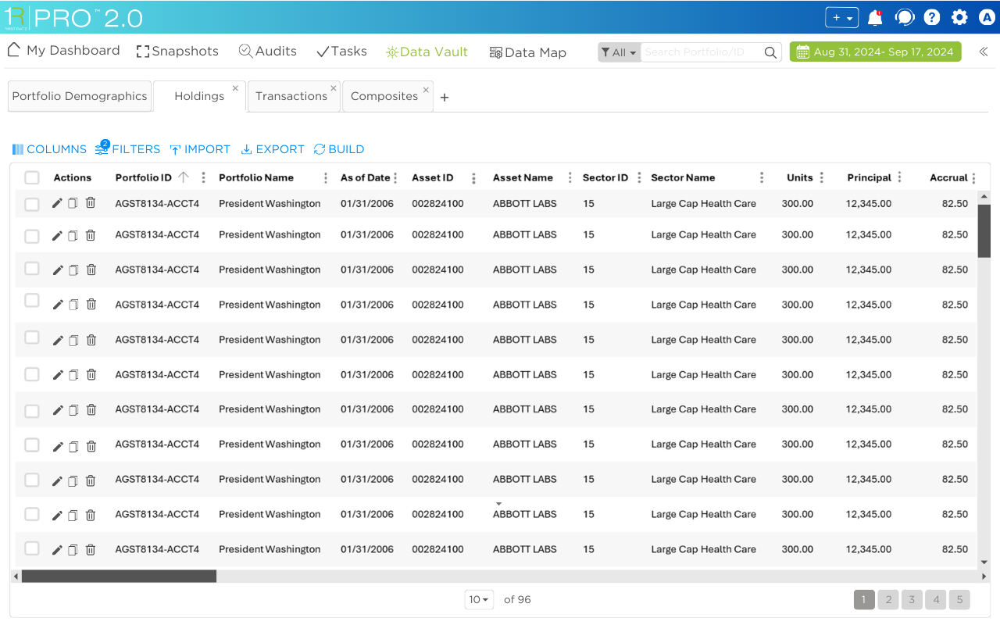 1R PRO™ 2.0
FIRST RATE
+
1
?
A
My Dashboard Snapshots Audits Tasks Data Vault Data Map All Search Portfolio/ID Aug 31, 2024- Sep 17, 2024
Portfolio Demographics Holdings × Transactions × Composites × +
COLUMNS 2 FILTERS IMPORT EXPORT BUILD
Actions Portfolio ID Portfolio Name As of Date Asset ID Asset Name Sector ID Sector Name Units Principal Accrual
AGST8134-ACCT4 President Washington 01/31/2006 002824100 ABBOTT LABS 15 Large Cap Health Care 300.00 12,345.00 82.50
AGST8134-ACCT4 President Washington 01/31/2006 002824100 ABBOTT LABS 15 Large Cap Health Care 300.00 12,345.00 82.50
AGST8134-ACCT4 President Washington 01/31/2006 002824100 ABBOTT LABS 15 Large Cap Health Care 300.00 12,345.00 82.50
AGST8134-ACCT4 President Washington 01/31/2006 002824100 ABBOTT LABS 15 Large Cap Health Care 300.00 12,345.00 82.50
AGST8134-ACCT4 President Washington 01/31/2006 002824100 ABBOTT LABS 15 Large Cap Health Care 300.00 12,345.00 82.50
AGST8134-ACCT4 President Washington 01/31/2006 002824100 ABBOTT LABS 15 Large Cap Health Care 300.00 12,345.00 82.50
AGST8134-ACCT4 President Washington 01/31/2006 002824100 ABBOTT LABS 15 Large Cap Health Care 300.00 12,345.00 82.50
AGST8134-ACCT4 President Washington 01/31/2006 002824100 ABBOTT LABS 15 Large Cap Health Care 300.00 12,345.00 82.50
AGST8134-ACCT4 President Washington 01/31/2006 002824100 ABBOTT LABS 15 Large Cap Health Care 300.00 12,345.00 82.50
AGST8134-ACCT4 President Washington 01/31/2006 002824100 ABBOTT LABS 15 Large Cap Health Care 300.00 12,345.00 82.50
AGST8134-ACCT4 President Washington 01/31/2006 002824100 ABBOTT LABS 15 Large Cap Health Care 300.00 12,345.00 82.50
10 of 96 1 2 3 4 5